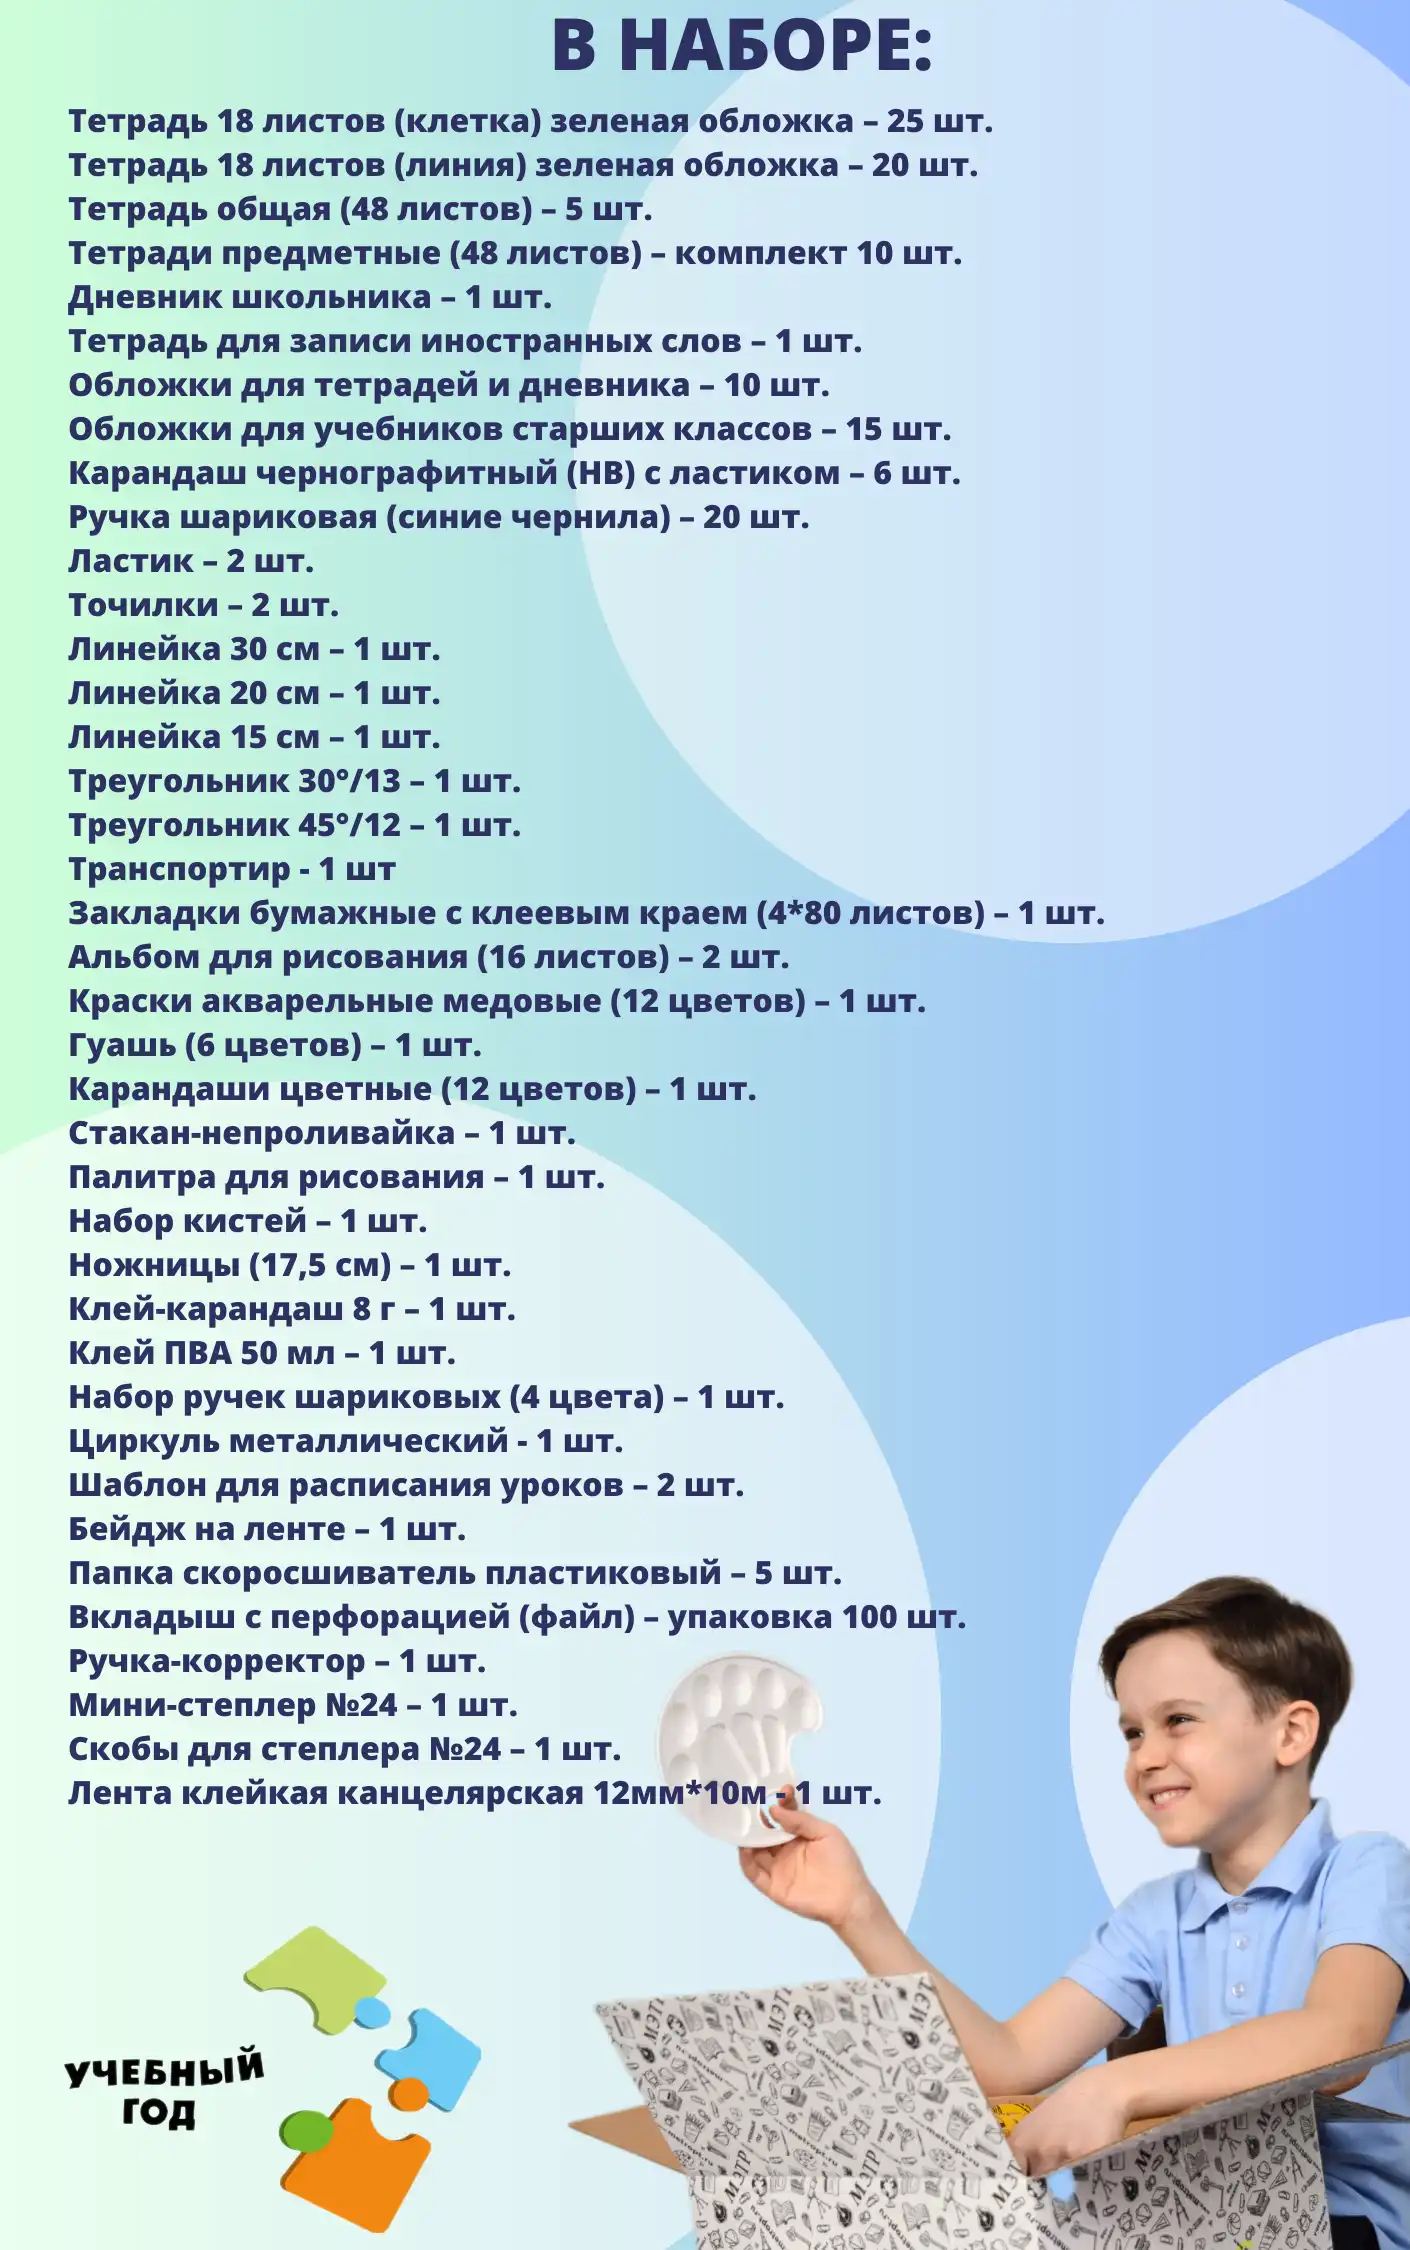 В НАБОРЕ:
Тетрадь 18 листов (клетка) зеленая обложка – 25 шт.
Тетрадь 18 листов (линия) зеленая обложка – 20 шт.
Тетрадь общая (48 листов) – 5 шт.
Тетради предметные (48 листов) – комплект 10 шт.
Дневник школьника – 1 шт.
Тетрадь для записи иностранных слов – 1 шт.
Обложки для тетрадей и дневника – 10 шт.
Обложки для учебников старших классов – 15 шт.
Карандаш чернографитный (НВ) с ластиком – 6 шт.
Ручка шариковая (синие чернила) – 20 шт.
Ластик – 2 шт.
Точилки – 2 шт.
Линейка 30 см – 1 шт.
Линейка 20 см – 1 шт.
Линейка 15 см – 1 шт.
Треугольник 30°/13 – 1 шт.
Треугольник 45°/12 – 1 шт.
Транспортир - 1 шт
Закладки бумажные с клеевым краем (4*80 листов) – 1 шт.
Альбом для рисования (16 листов) – 2 шт.
Краски акварельные медовые (12 цветов) – 1 шт.
Гуашь (6 цветов) – 1 шт.
Карандаши цветные (12 цветов) – 1 шт.
Стакан-непроливайка – 1 шт.
Палитра для рисования – 1 шт.
Набор кистей – 1 шт.
Ножницы (17,5 см) – 1 шт.
Клей-карандаш 8 г – 1 шт.
Клей ПВА 50 мл – 1 шт.
Набор ручек шариковых (4 цвета) – 1 шт.
Циркуль металлический - 1 шт.
Шаблон для расписания уроков – 2 шт.
Бейдж на ленте – 1 шт.
Папка скоросшиватель пластиковый – 5 шт.
Вкладыш с перфорацией (файл) – упаковка 100 шт.
Ручка-корректор – 1 шт.
Мини-степлер №24 – 1 шт.
Скобы для степлера №24 – 1 шт.
Лента клейкая канцелярская 12мм*10м - 1 шт.
УЧЕБНЫЙ
ГОД
МЭТР
metropt.ru
МЭТР
МЭТР